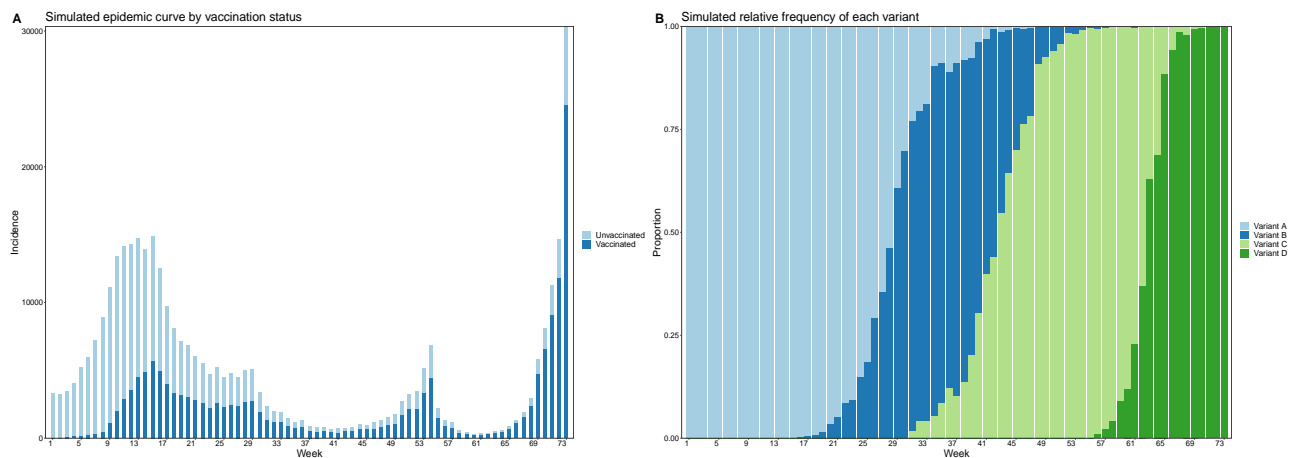 A
Simulated epidemic curve by vaccination status
30000
20000
10000
0
Incidence
1 5 9 13 17 21 25 29 33 37 41 45 49 53 57 61 65 69 73
Week
Unvaccinated
Vaccinated
B
Simulated relative frequency of each variant
1.00
0.75
0.50
0.25
0.00
Proportion
1 5 9 13 17 21 25 29 33 37 41 45 49 53 57 61 65 69 73
Week
Variant A
Variant B
Variant C
Variant D